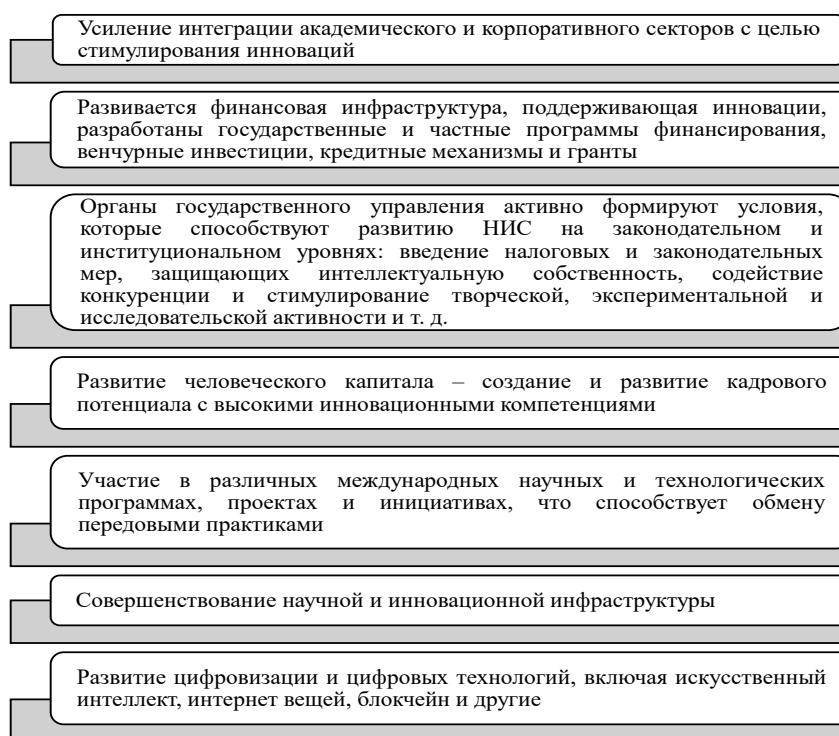 Усиление интеграции академического и корпоративного секторов с целью
стимулирования инноваций
Развивается финансовая инфраструктура, поддерживающая инновации,
разработаны государственные и частные программы финансирования,
венчурные инвестиции, кредитные механизмы и гранты
Органы государственного управления активно формируют условия,
которые способствуют развитию НИС на законодательном и
институциональном уровнях: введение налоговых и законодательных
мер, защищающих интеллектуальную собственность, содействие
конкуренции и стимулирование творческой, экспериментальной и
исследовательской активности и т. д.
Развитие человеческого капитала – создание и развитие кадрового
потенциала с высокими инновационными компетенциями
Участие в различных международных научных и технологических
программах, проектах и инициативах, что способствует обмену
передовыми практиками
Совершенствование научной и инновационной инфраструктуры
Развитие цифровизации и цифровых технологий, включая искусственный
интеллект, интернет вещей, блокчейн и другие